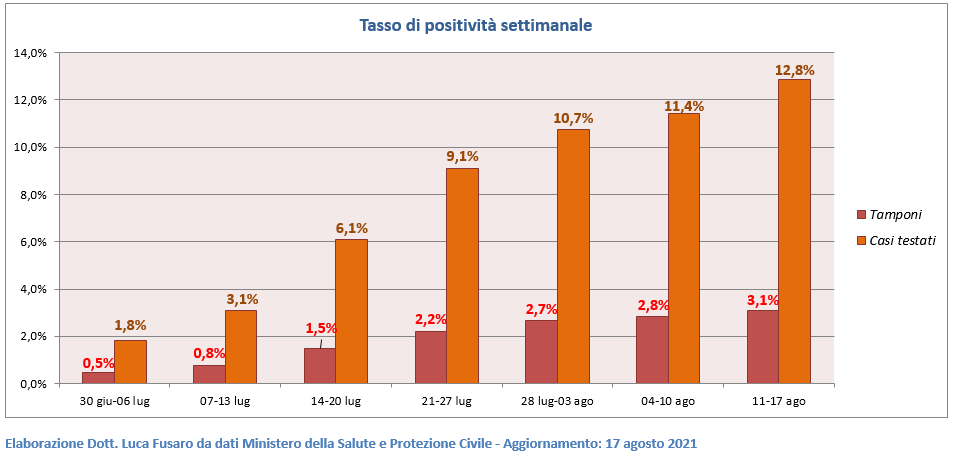 Tasso di positività settimanale
14,0%
12,0%
10,0%
8,0%
6,0%
4,0%
2,0%
0,0%
0,5%
1,8%
0,8%
3,1%
1,5%
6,1%
2,2%
9,1%
2,7%
10,7%
2,8%
11,4%
3,1%
12,8%
30 giu-06 lug
07-13 lug
14-20 lug
21-27 lug
28 lug-03 ago
04-10 ago
11-17 ago
Tamponi
Casi testati
Elaborazione Dott. Luca Fusaro da dati Ministero della Salute e Protezione Civile - Aggiornamento: 17 agosto 2021